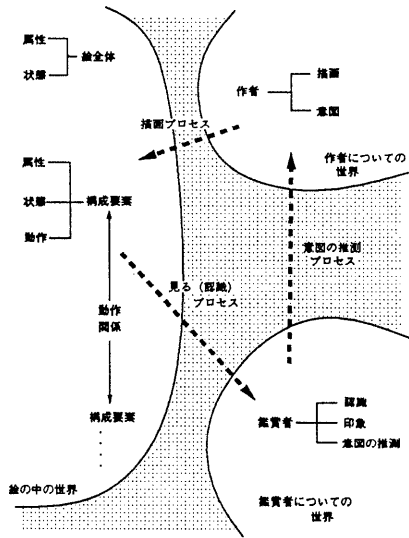 属性
状態
絵全体
作者
描画
意図
描画プロセス
作者についての
世界
属性
状態
動作
構成要素
意図の推測
プロセス
見る（認識）
プロセス
動作
関係
構成要素
鑑賞者
認識
印象
意図の推測
絵の中の世界
鑑賞者についての
世界